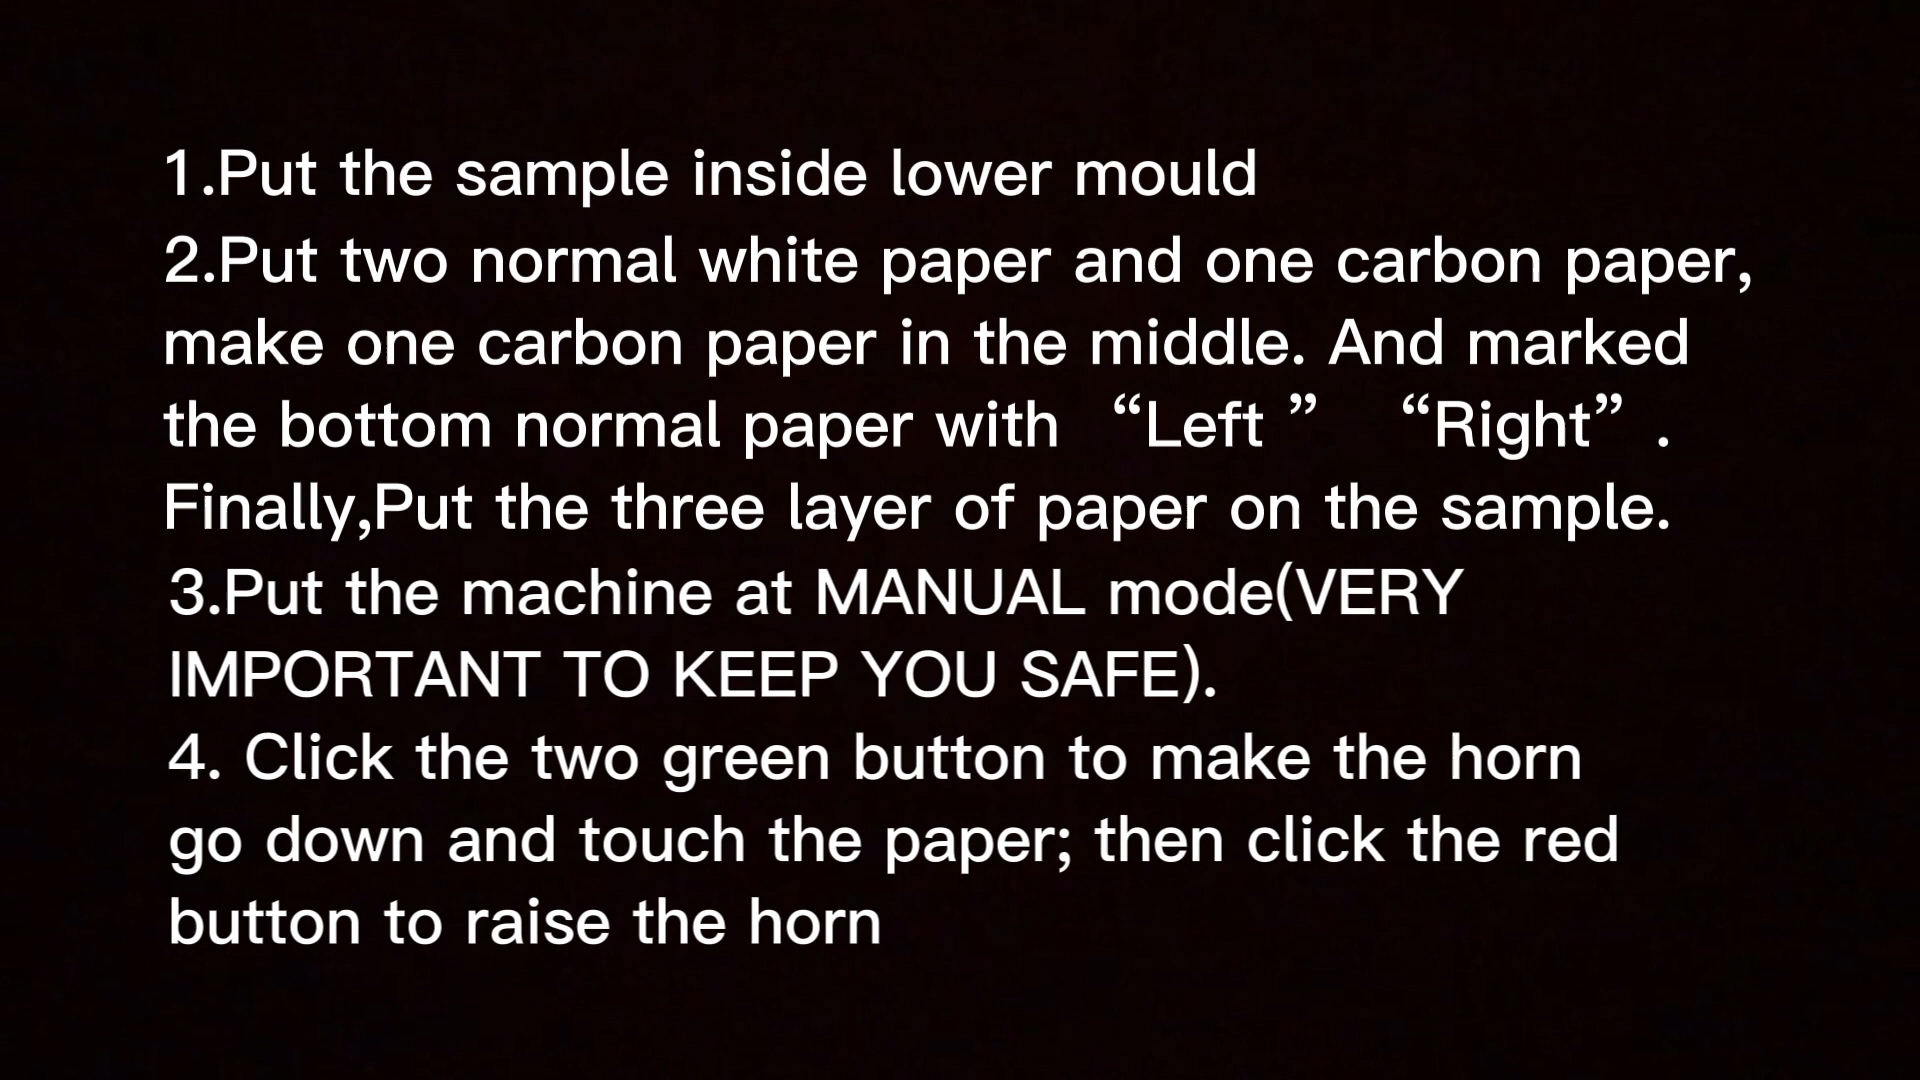 1.Put the sample inside lower mould
2.Put two normal white paper and one carbon paper,
make one carbon paper in the middle. And marked
the bottom normal paper with “Left ” “Right” .
Finally,Put the three layer of paper on the sample.
3.Put the machine at MANUAL mode(VERY
IMPORTANT TO KEEP YOU SAFE).
4. Click the two green button to make the horn
go down and touch the paper; then click the red
button to raise the horn